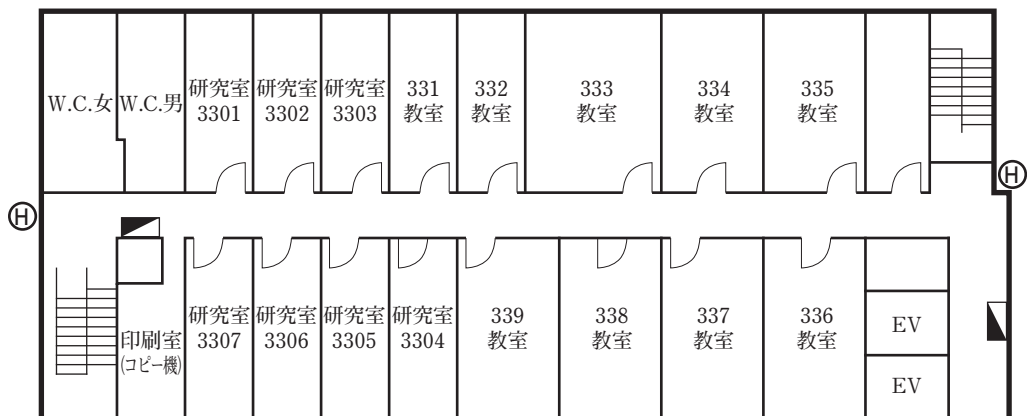 W.C.女
W.C.男
研究室
3301
研究室
3302
研究室
3303
331
教室
332
教室
333
教室
334
教室
335
教室
H
H
印刷室
(コピー機)
研究室
3307
研究室
3306
研究室
3305
研究室
3304
339
教室
338
教室
337
教室
336
教室
EV
EV